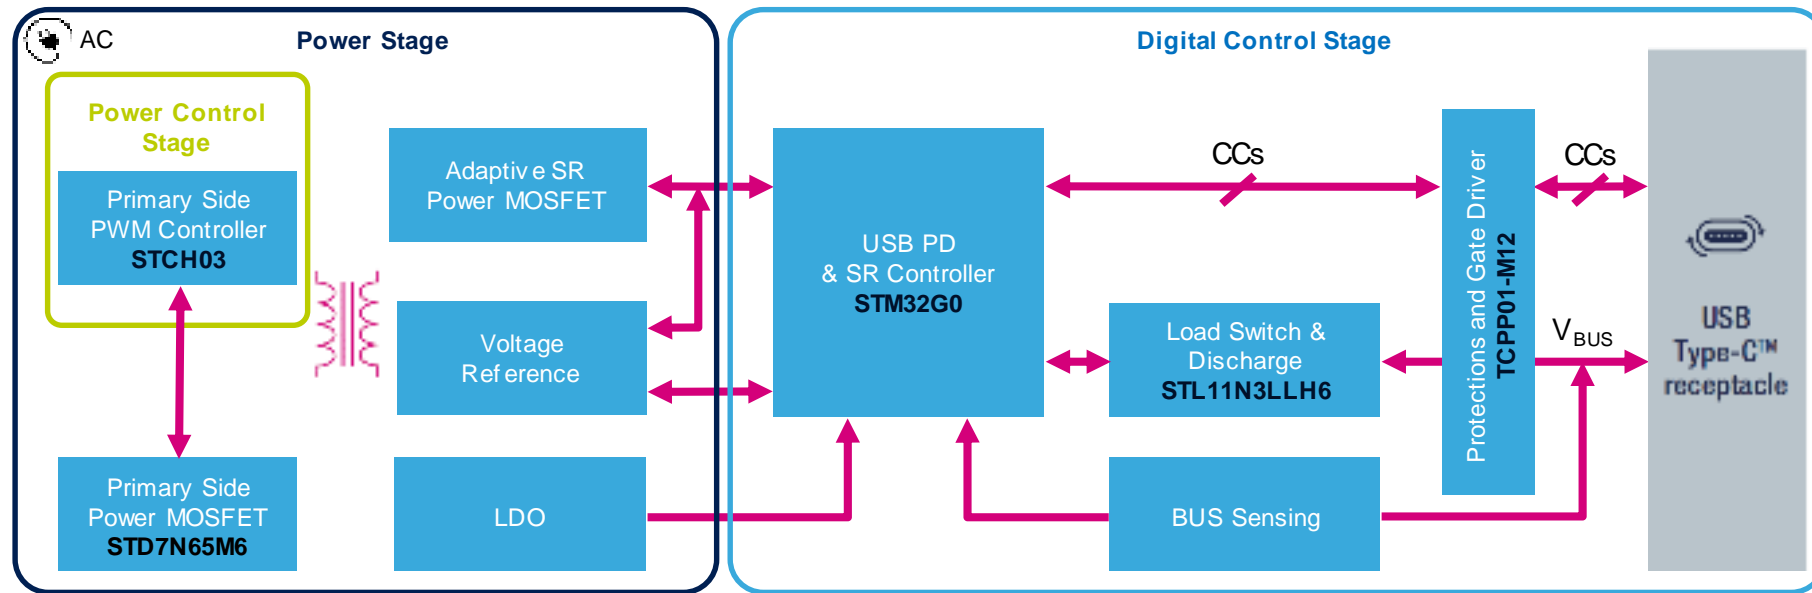 AC
Power Stage
Power Control
Stage
Primary Side
PWM Controller
STCH03
Primary Side
Power MOSFET
STD7N65M6
Adaptive SR
Power MOSFET
Voltage
Reference
LDO
Digital Control Stage
USB PD
& SR Controller
STM32G0
CCs
Load Switch &
Discharge
STL11N3LLH6
BUS Sensing
Protections and Gate Driver
TCPP01-M12
CCs
VBUS
USB
Type-C™
receptacle